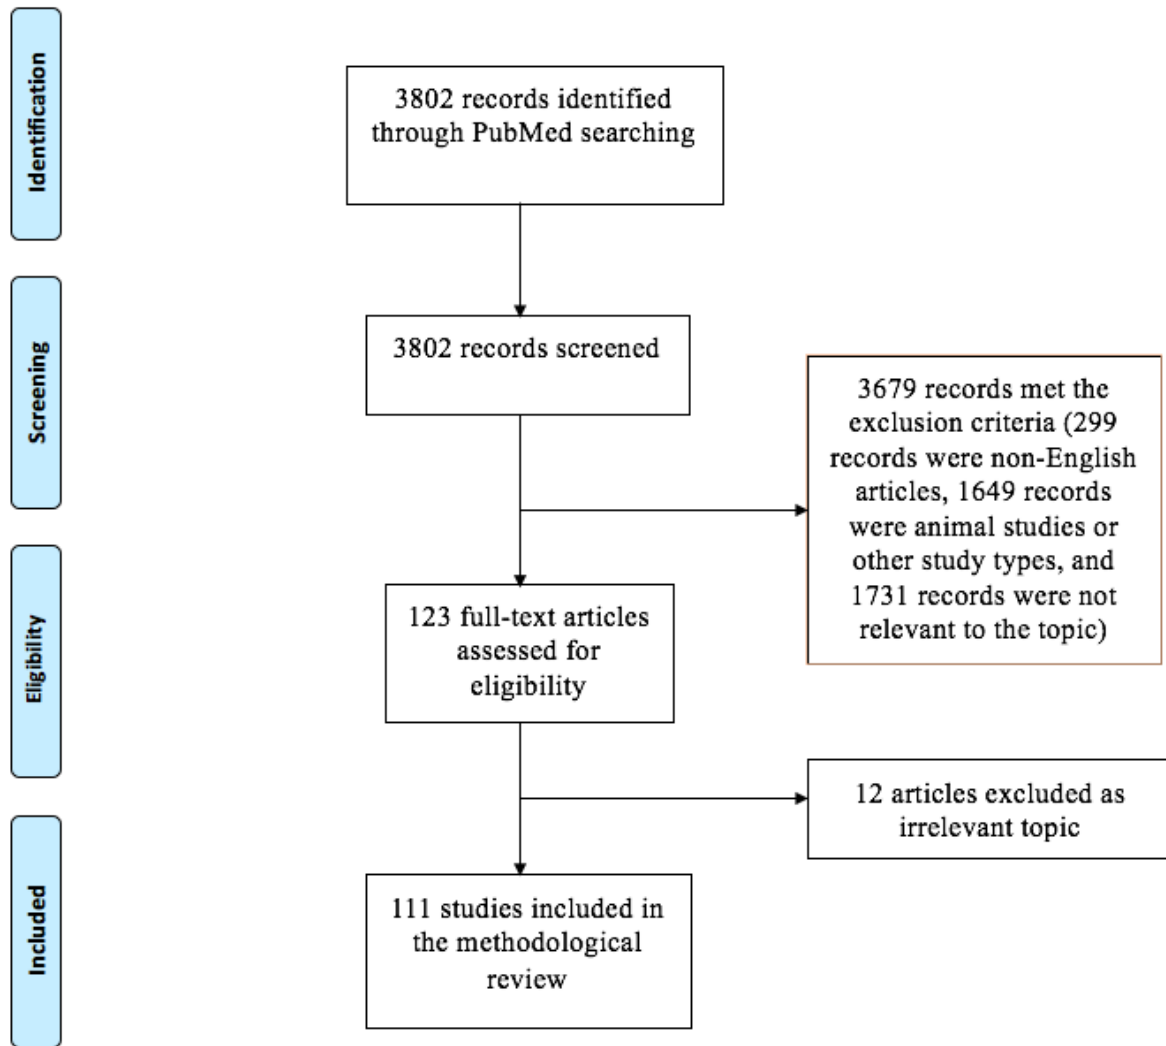 Identification
3802 records identified
through PubMed searching
Screening
3802 records screened
3679 records met the
exclusion criteria (299
records were non-English
articles, 1649 records
were animal studies or
other study types, and
1731 records were not
relevant to the topic)
Eligibility
123 full-text articles
assessed for
eligibility
12 articles excluded as
irrelevant topic
Included
111 studies included in
the methodological
review